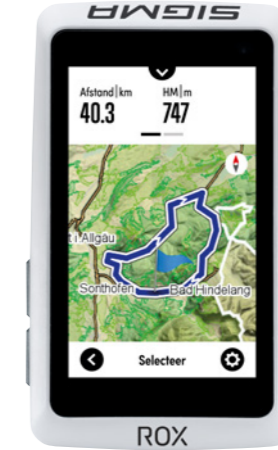 SIGMA
Afstand|km HM|m
40.3 747
t i.Allgäu
Sonthofen Bad Hindelang
Selecteer
ROX